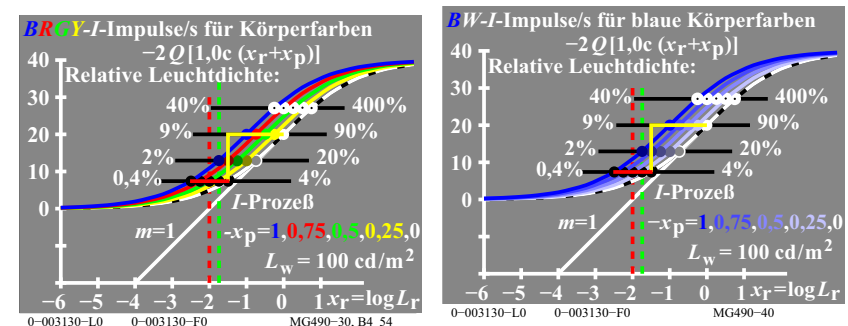 BRGY-I-Impulse/s für Körperfarben
−2 Q[1,0c (xr+xp)]
40
Relative Leuchtdichte:
30
40% 400%
20
9% 90%
10
2% 20%
0,4% 4%
0
I-Prozeß
m=1 -xp=1,0,75,0,5,0,25,0
Lw = 100 cd/m²
−6 −5 −4 −3 −2 −1 0 1 xr=logLr
0−003130−L0 0−003130−F0 MG490−30, B4_54
BW-I-Impulse/s für blaue Körperfarben
−2 Q[1,0c (xr+xp)]
40
Relative Leuchtdichte:
30
40% 400%
20
9% 90%
10
2% 20%
0,4% 4%
0
I-Prozeß
m=1 −xp=1,0,75,0,5,0,25,0
Lw = 100 cd/m²
−6 −5 −4 −3 −2 −1 0 1 xr=logLr
0−003130−L0 0−003130−F0 MG490−40